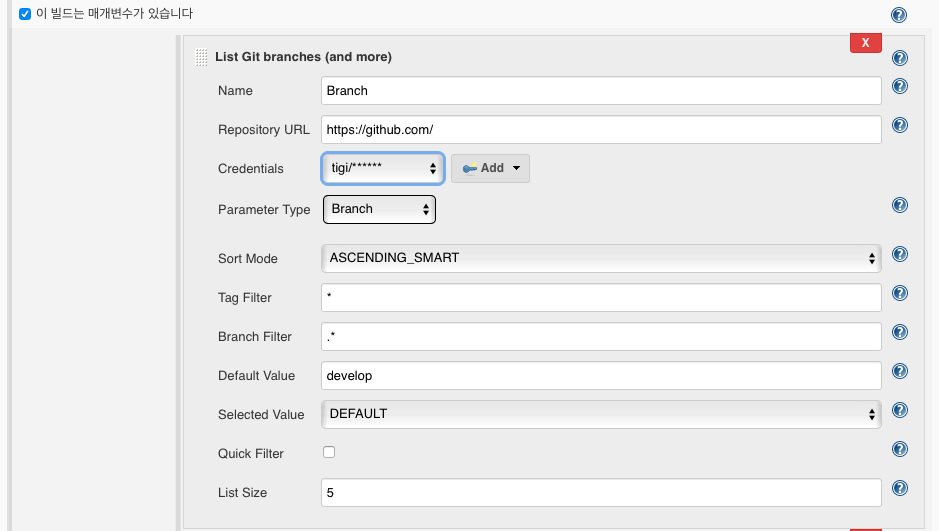 이 빌드는 매개변수가 있습니다
X
List Git branches (and more)
Name Branch
Repository URL https://github.com/
Credentials tigi/****** Add
Parameter Type Branch
Sort Mode ASCENDING_SMART
Tag Filter *
Branch Filter .*
Default Value develop
Selected Value DEFAULT
Quick Filter
List Size 5